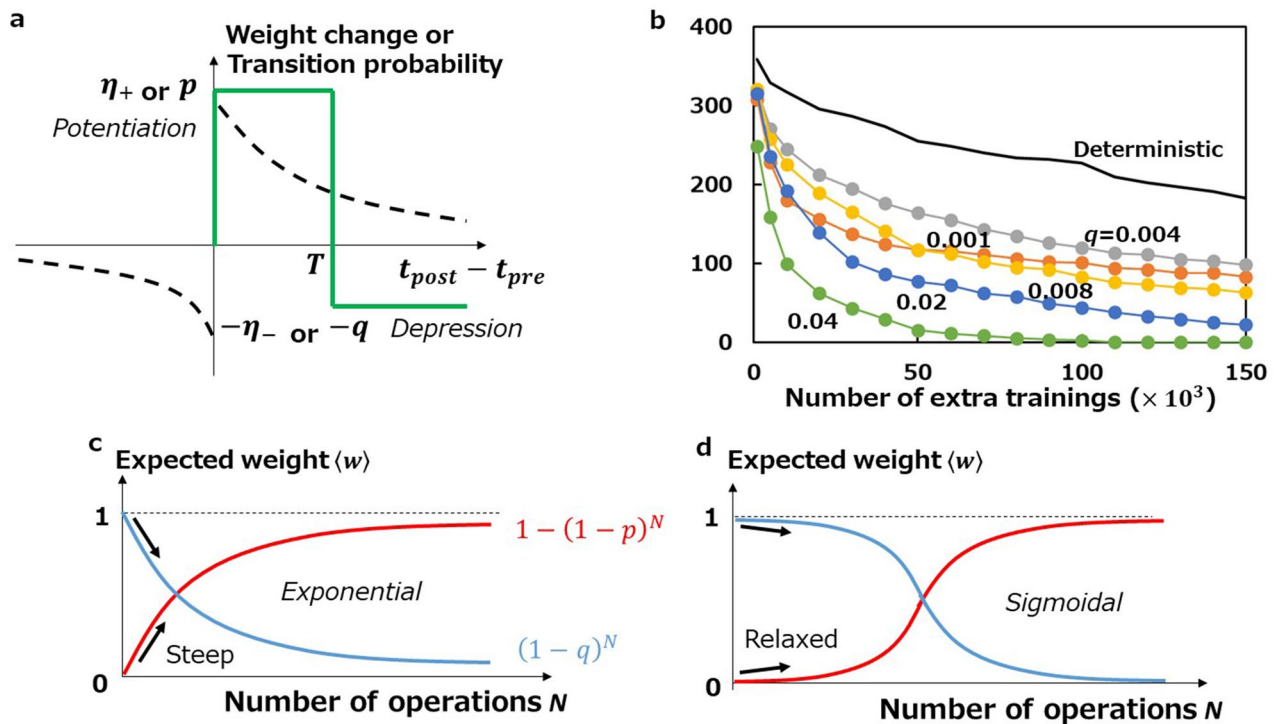 a
Weight change or
Transition probability
η₊ or p
Potentiation
T
t_post − t_pre
−η₋ or −q
Depression
b
400
300
200
100
0
Deterministic
q=0.004
0.001
0.008
0.02
0.04
0
50
100
150
Number of extra trainings (× 10³)
c
Expected weight ⟨w⟩
1
1 − (1 − p)^N
Exponential
Steep
(1 − q)^N
0
Number of operations N
d
Expected weight ⟨w⟩
1
Sigmoidal
Relaxed
0
Number of operations N